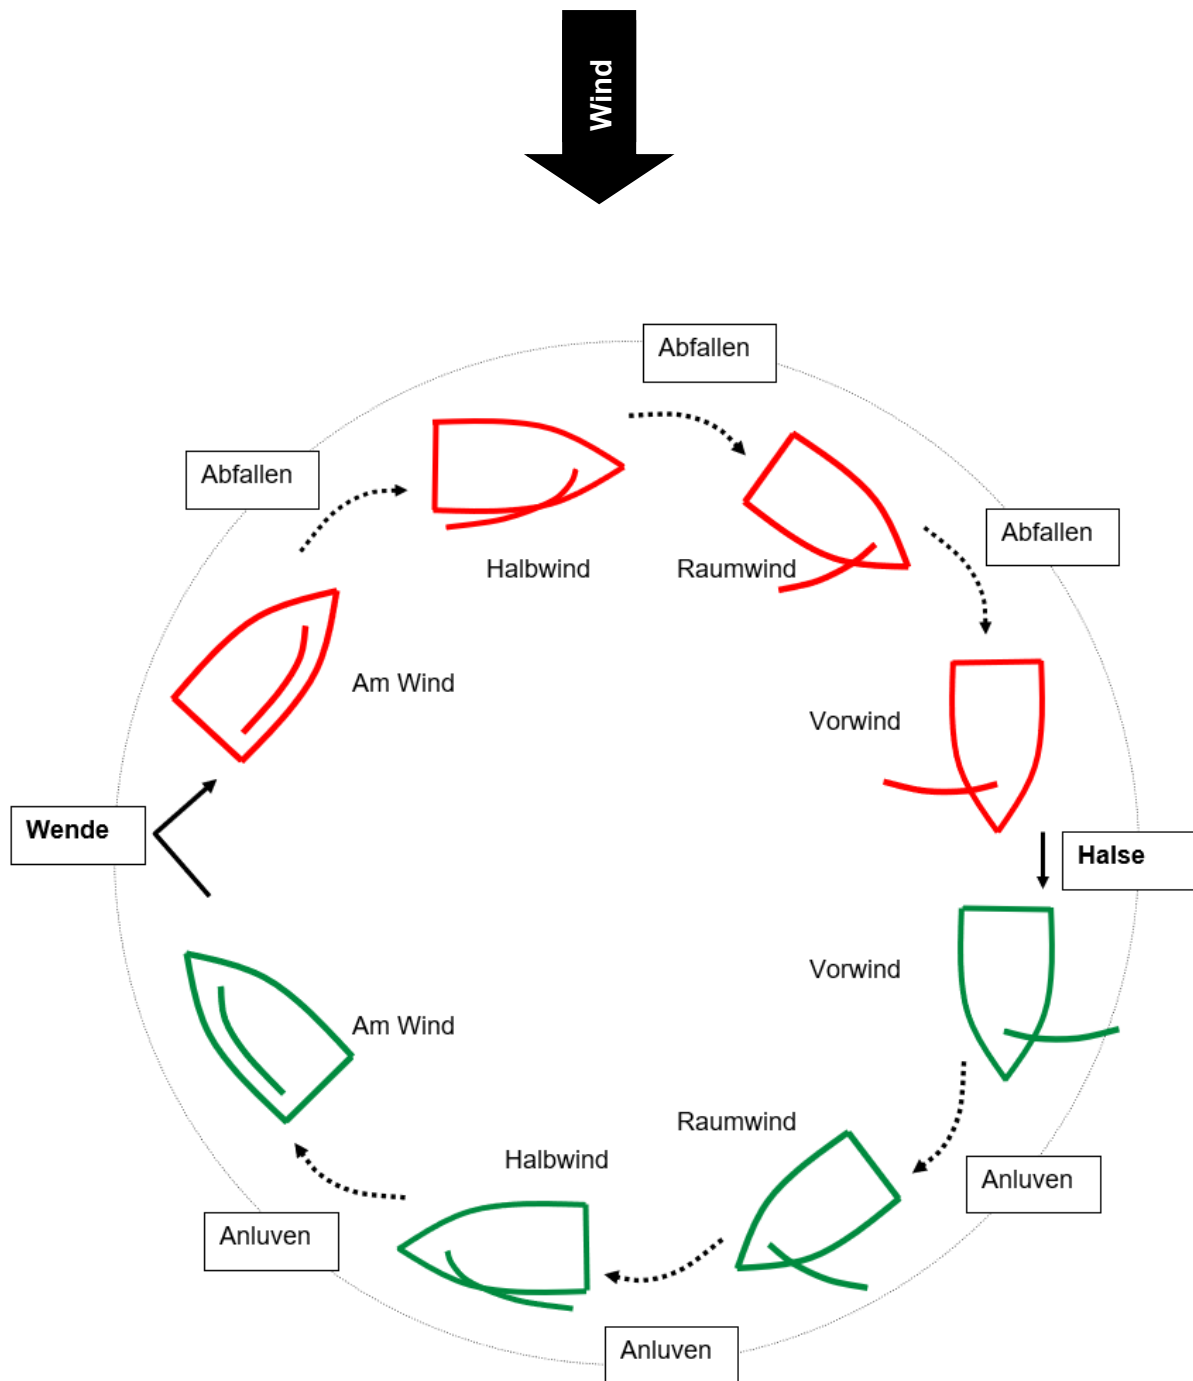 Wind
Abfallen
Abfallen
Abfallen
Halbwind
Raumwind
Am Wind
Vorwind
Wende
Halse
Vorwind
Am Wind
Raumwind
Halbwind
Anluven
Anluven
Anluven